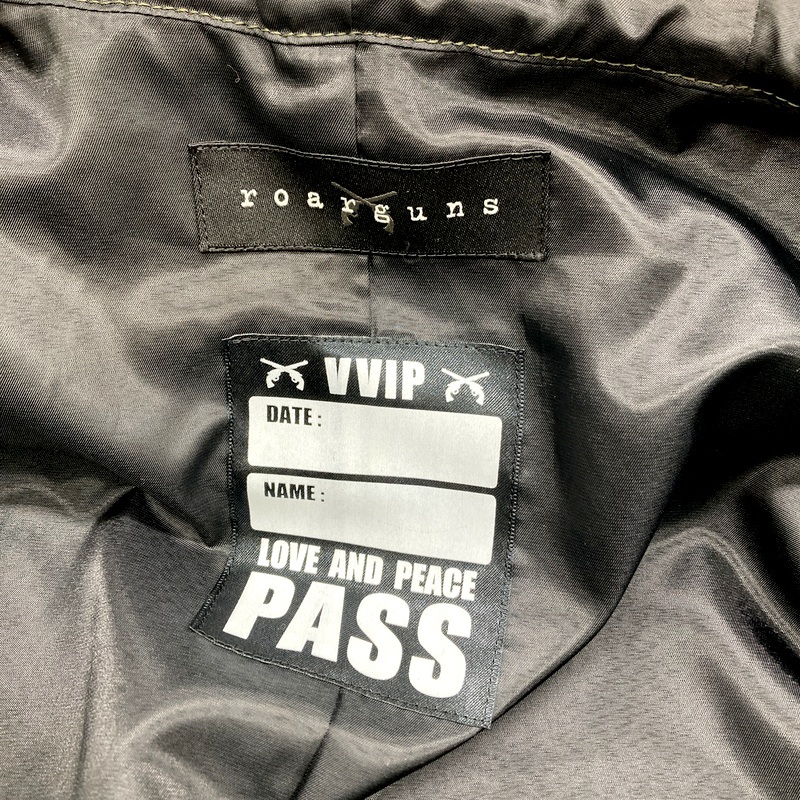 roarguns
VVIP
DATE:
NAME:
LOVE AND PEACE
PASS